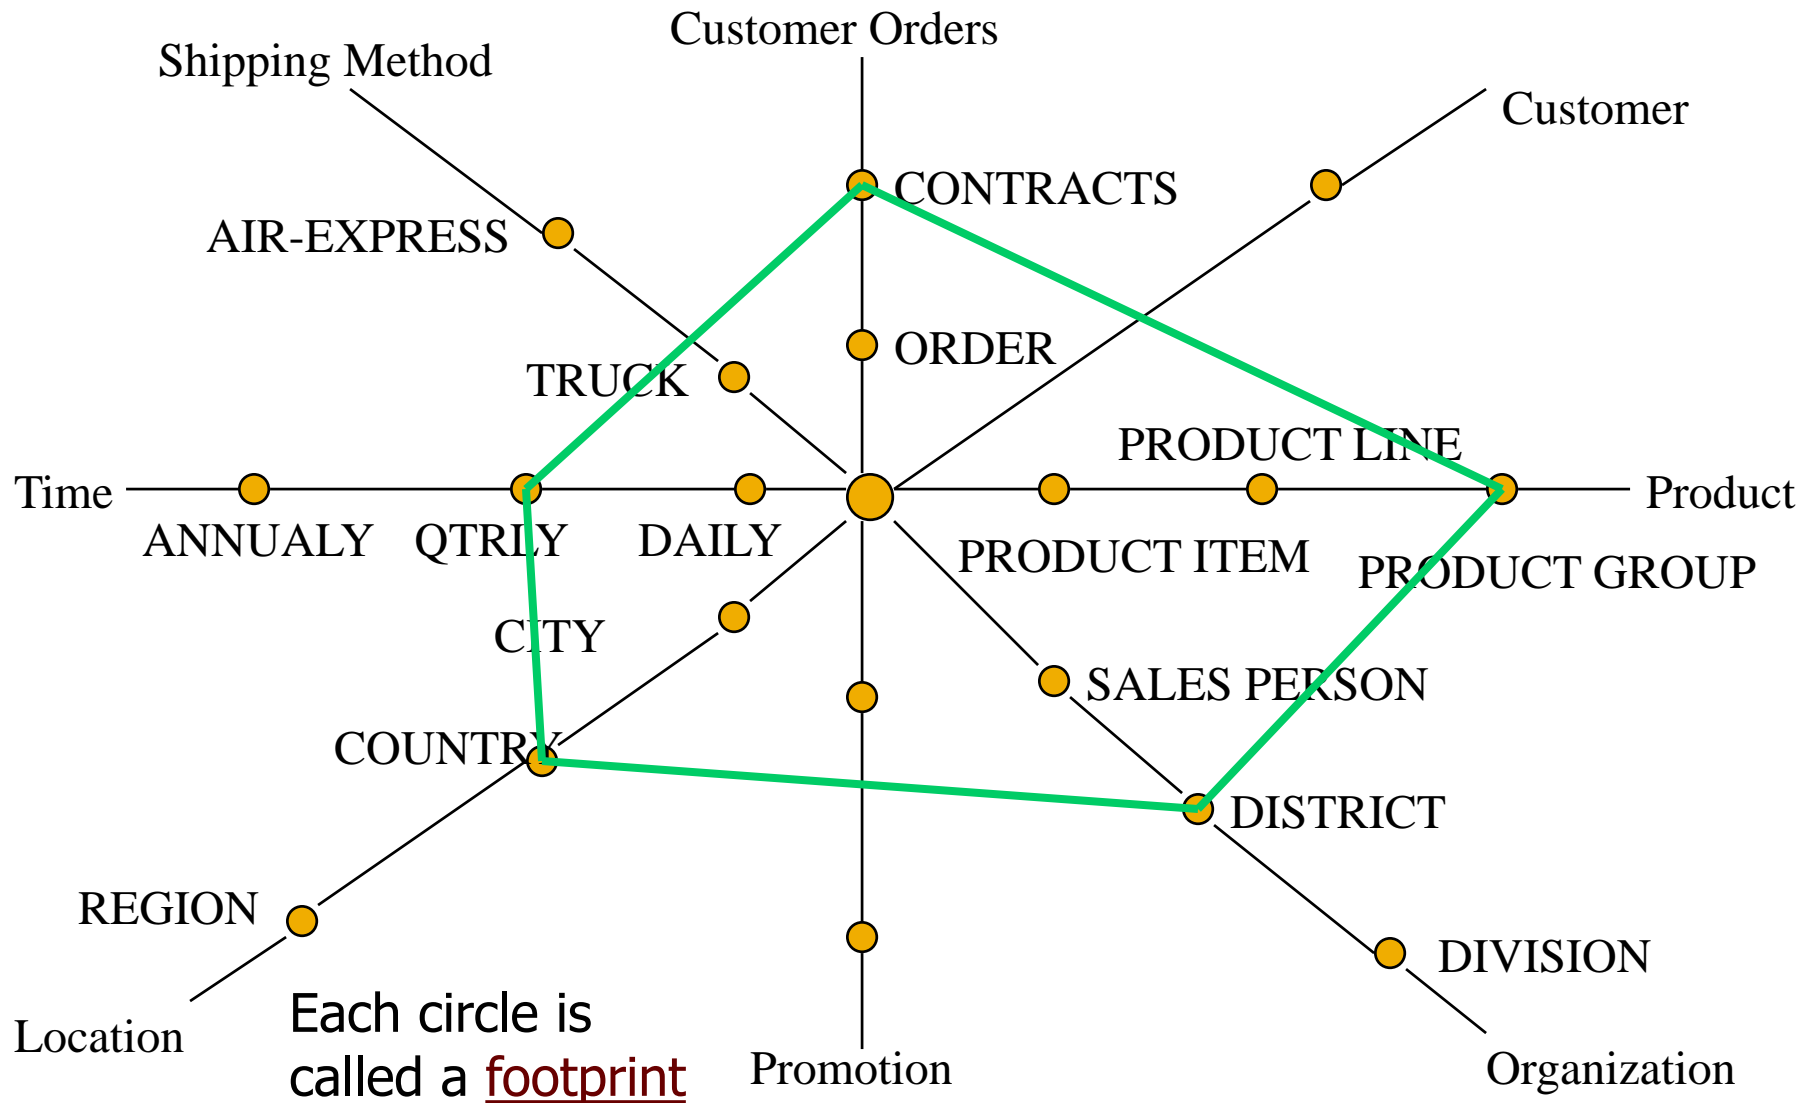 Customer Orders
Shipping Method
Customer
CONTRACTS
AIR-EXPRESS
ORDER
TRUCK
PRODUCT LINE
Time
Product
ANNUALY
QTRLY
DAILY
PRODUCT ITEM
PRODUCT GROUP
CITY
SALES PERSON
COUNTRY
DISTRICT
REGION
DIVISION
Each circle is
called a footprint
Location
Promotion
Organization